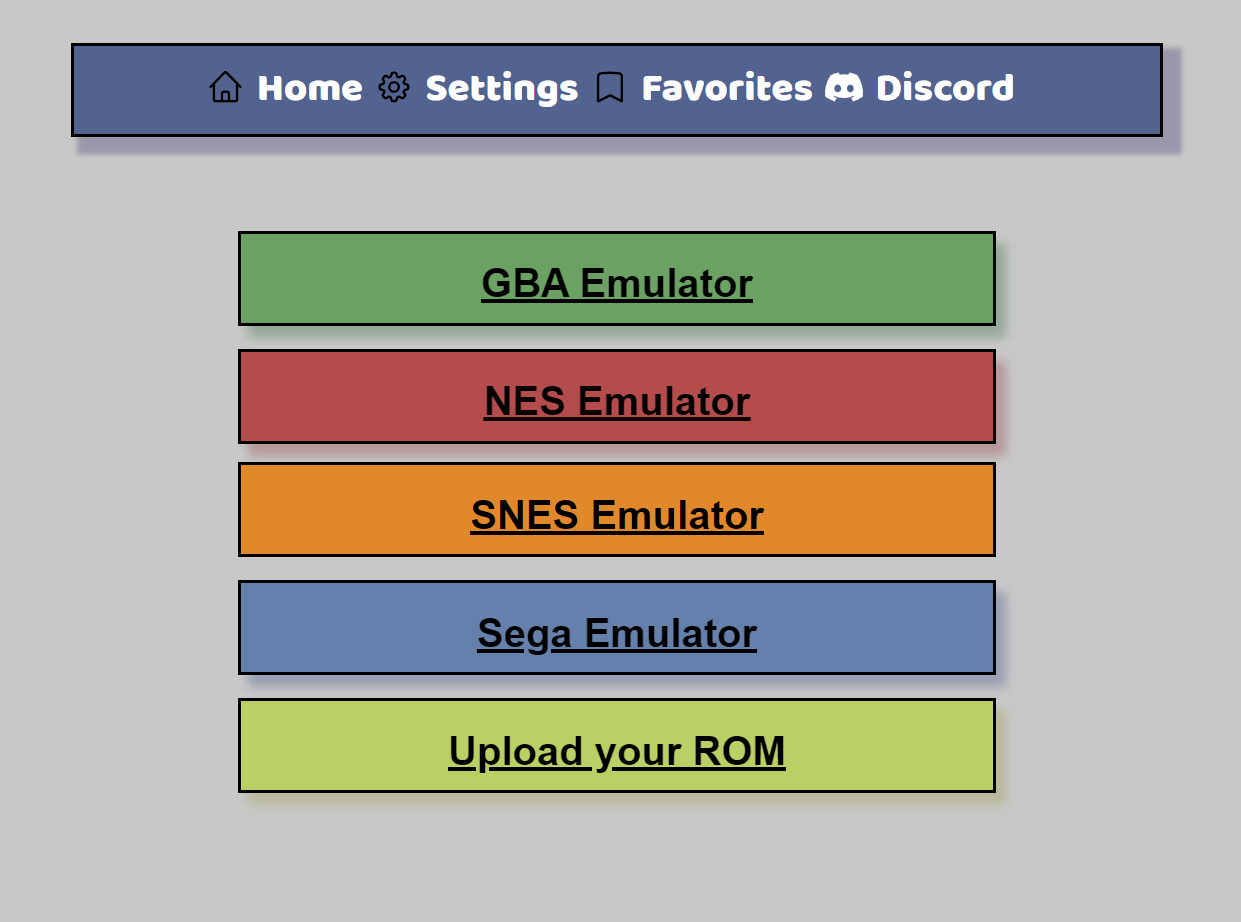 Home Settings Favorites Discord
GBA Emulator
NES Emulator
SNES Emulator
Sega Emulator
Upload your ROM